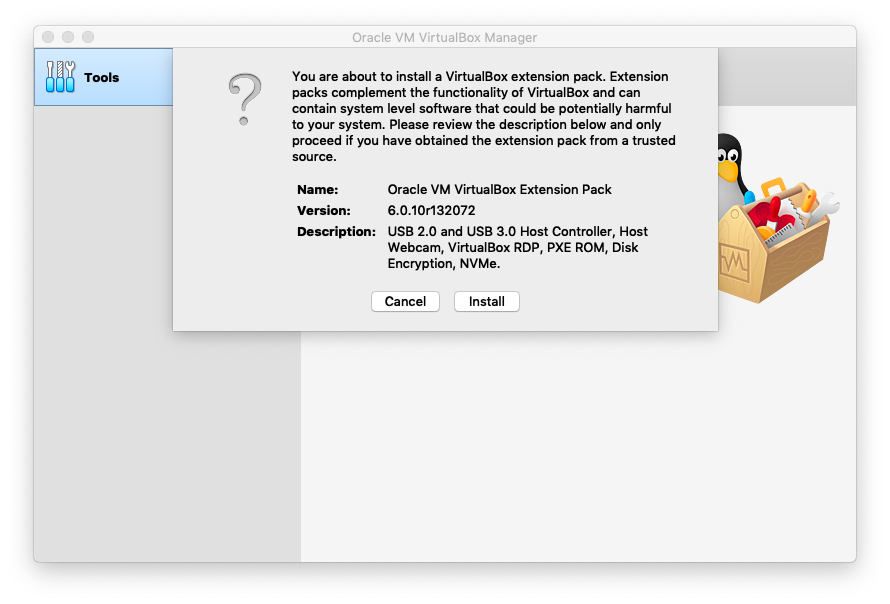 Oracle VM VirtualBox Manager
Tools
You are about to install a VirtualBox extension pack. Extension
packs complement the functionality of VirtualBox and can
contain system level software that could be potentially harmful
to your system. Please review the description below and only
proceed if you have obtained the extension pack from a trusted
source.
Name: Oracle VM VirtualBox Extension Pack
Version: 6.0.10r132072
Description: USB 2.0 and USB 3.0 Host Controller, Host
Webcam, VirtualBox RDP, PXE ROM, Disk
Encryption, NVMe.
Cancel Install